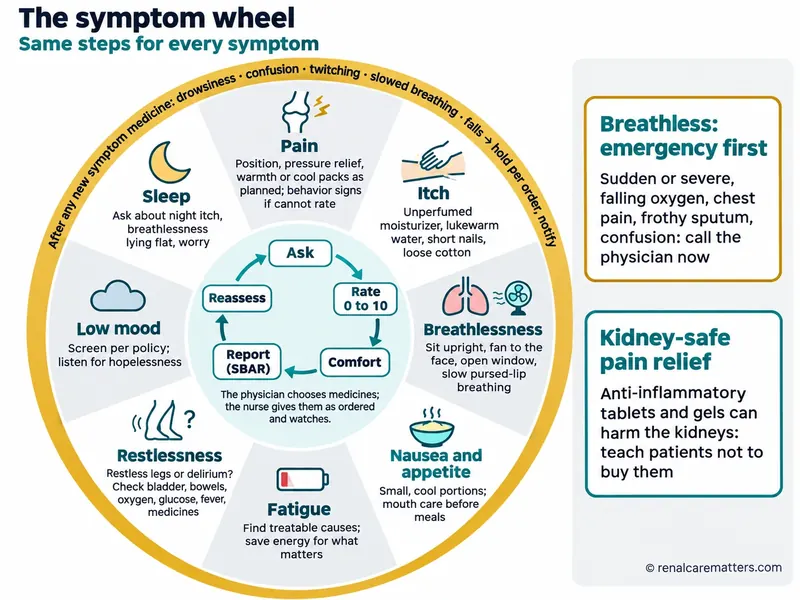 The symptom wheel
Same steps for every symptom
After any new symptom medicine: drowsiness · confusion · twitching · slowed breathing · falls → hold per order, notify
Pain
Position, pressure relief,
warmth or cool packs as
planned; behavior signs
if cannot rate
Itch
Unperfumed
moisturizer, lukewarm
water, short nails,
loose cotton
Breathlessness
Sit upright, fan to the
face, open window,
slow pursed-lip
breathing
Nausea and
appetite
Small, cool portions;
mouth care before
meals
Fatigue
Find treatable causes;
save energy for what
matters
?
Restlessness
Restless legs or delirium?
Check bladder, bowels,
oxygen, glucose, fever,
medicines
Low mood
Screen per policy;
listen for hopelessness
Sleep
Ask about night itch,
breathlessness
lying flat, worry
Ask
Rate
0 to 10
Comfort
Report
(SBAR)
Reassess
The physician chooses medicines;
the nurse gives them as ordered
and watches.
Breathless:
emergency first
Sudden or severe,
falling oxygen, chest
pain, frothy sputum,
confusion: call the
physician now
Kidney-safe
pain relief
Anti-inflammatory
tablets and gels can
harm the kidneys:
teach patients not to
buy them
© renalcarematters.com